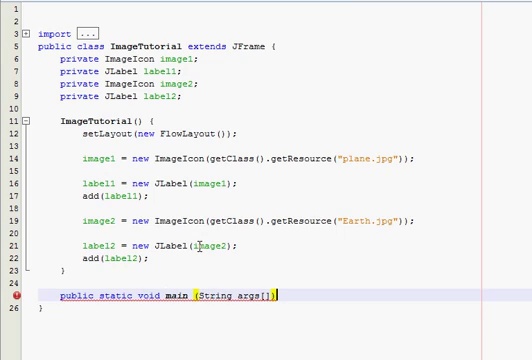 1
2
3 import ...
5 public class ImageTutorial extends JFrame {
6 private ImageIcon image1;
7 private JLabel label1;
8 private ImageIcon image2;
9 private JLabel label2;
10
11 ImageTutorial() {
12 setLayout(new FlowLayout());
13
14 image1 = new ImageIcon(getClass().getResource("plane.jpg"));
15
16 label1 = new JLabel(image1);
17 add(label1);
18
19 image2 = new ImageIcon(getClass().getResource("Earth.jpg"));
20
21 label2 = new JLabel(image2);
22 add(label2);
23 }
24
public static void main (String args[])
26 }